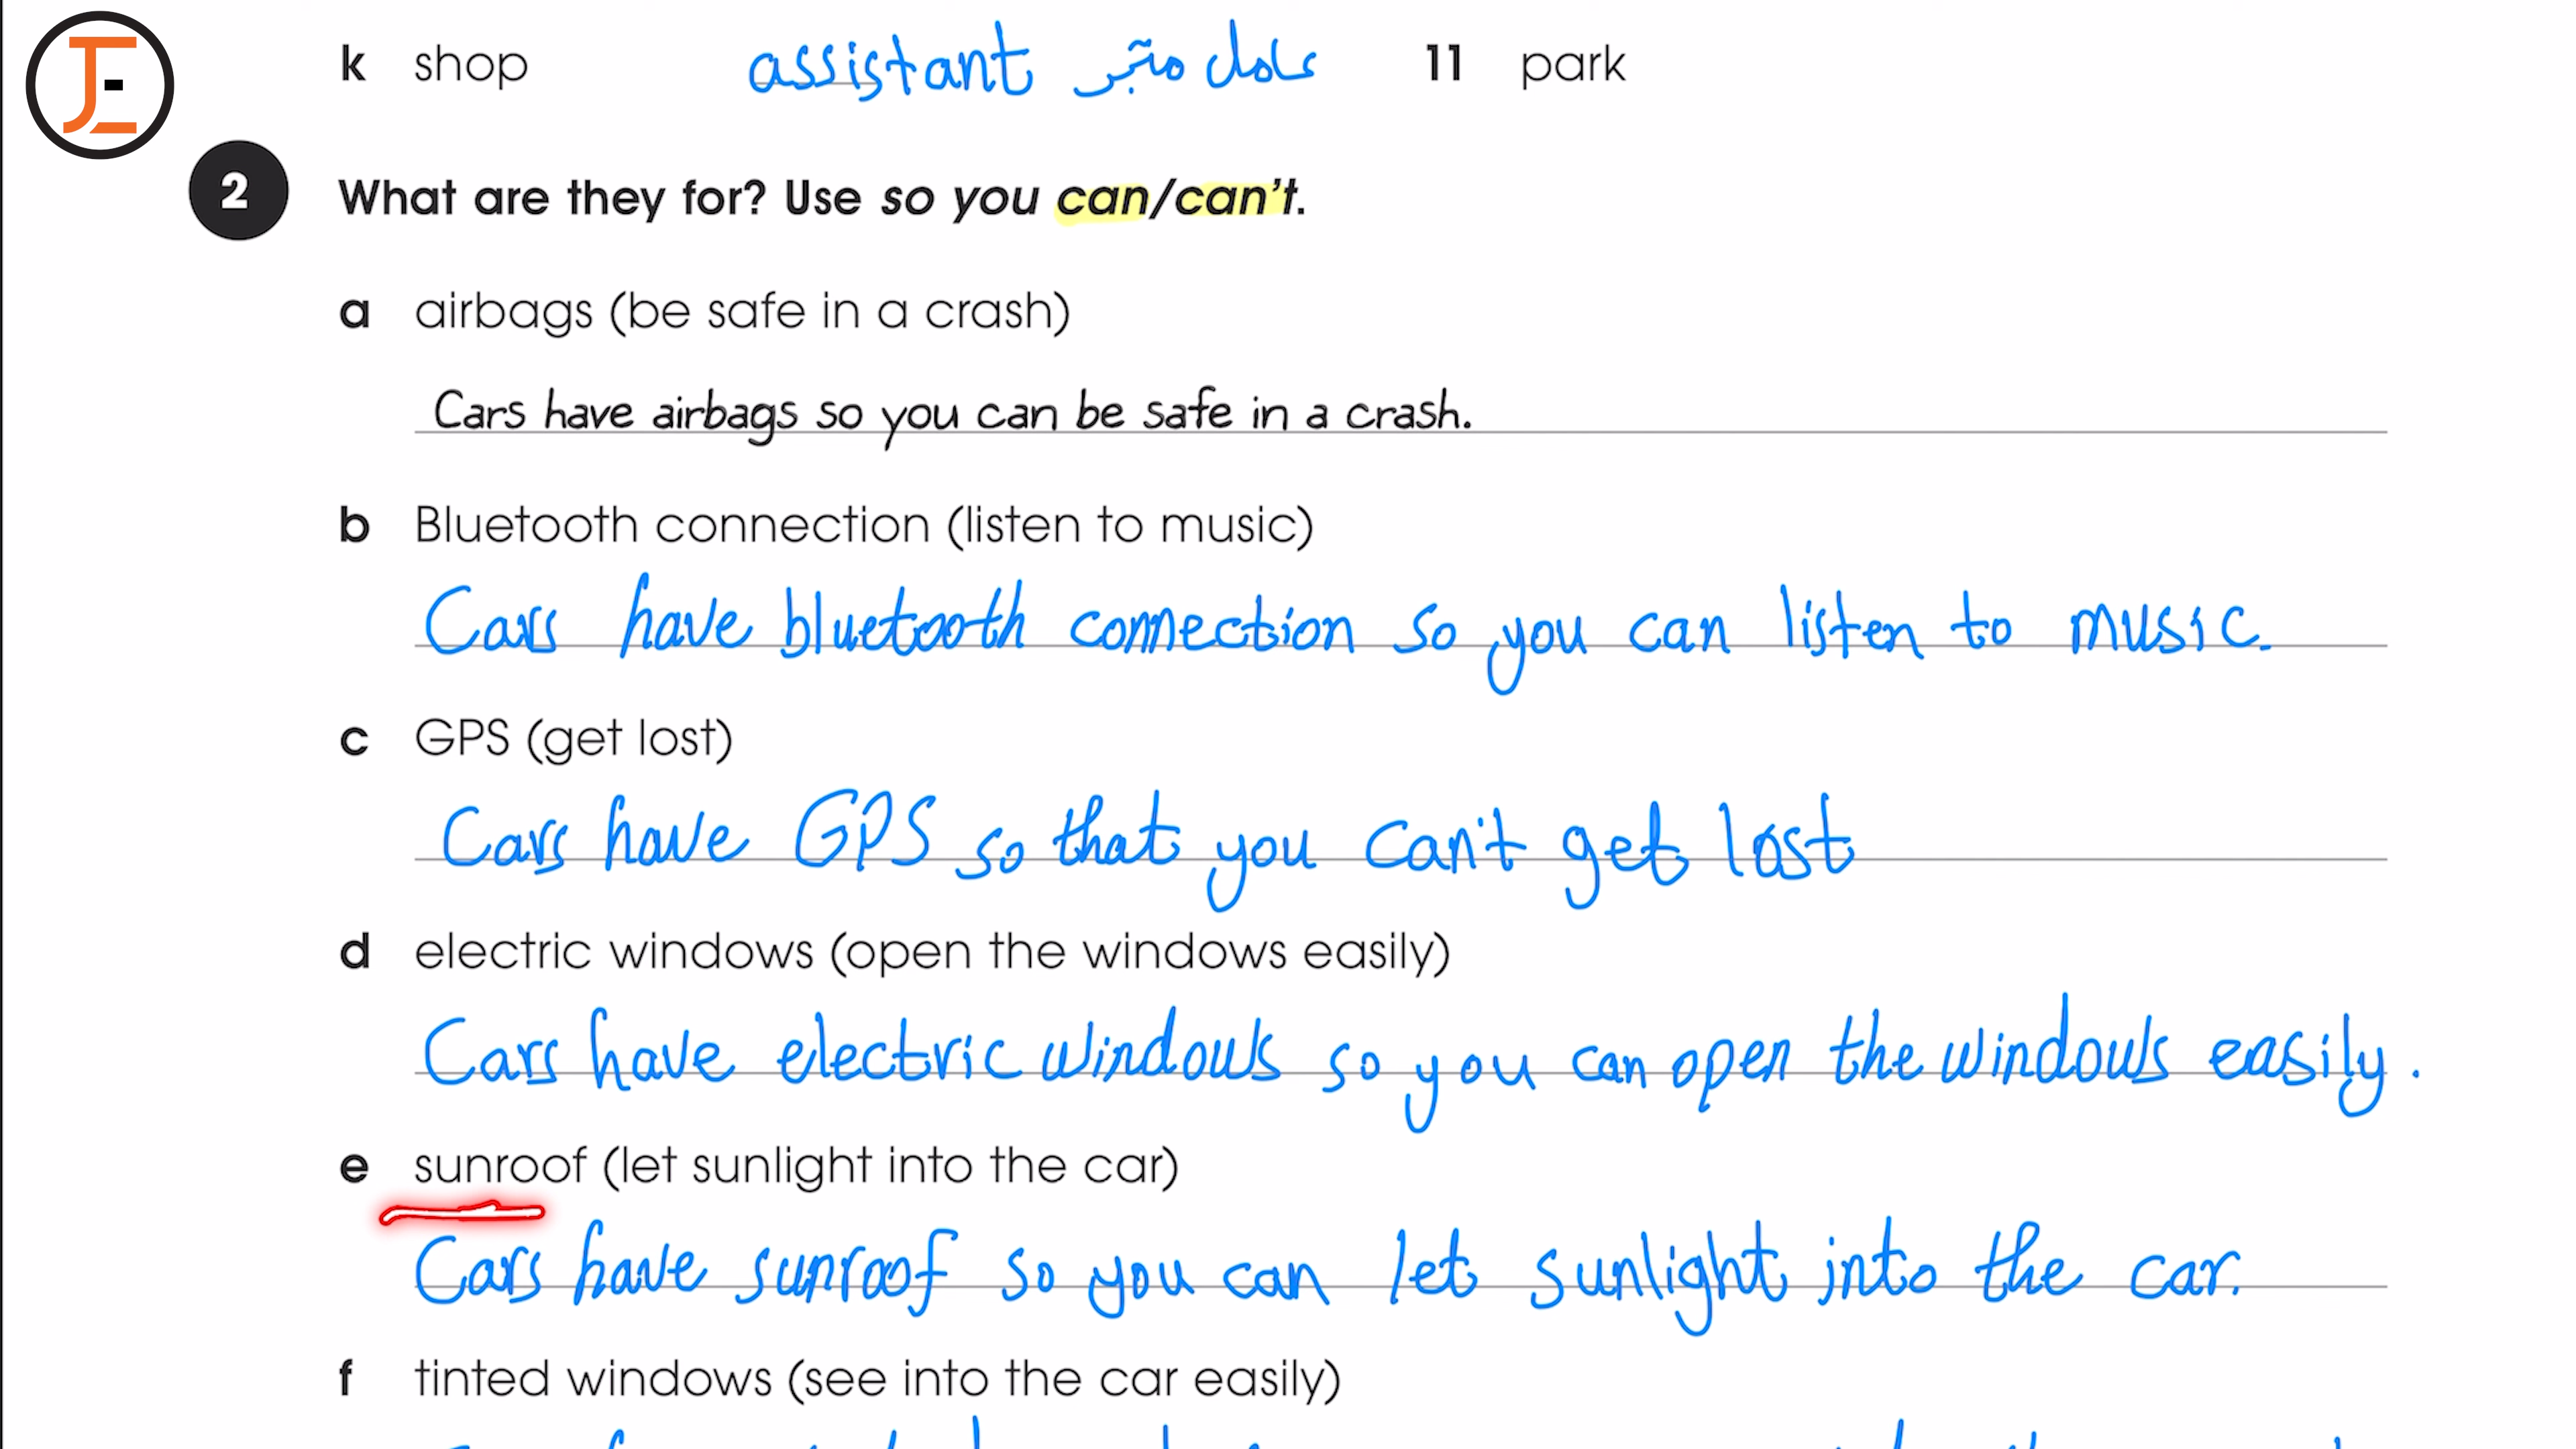 JE
k shop assistant عامل متجر 11 park
2 What are they for? Use so you can/can't.
a airbags (be safe in a crash)
Cars have airbags so you can be safe in a crash.
b Bluetooth connection (listen to music)
Cars have bluetooth connection so you can listen to music.
c GPS (get lost)
Cars have GPS so that you can't get lost
d electric windows (open the windows easily)
Cars have electric windows so you can open the windows easily.
e sunroof (let sunlight into the car)
Cars have sunroof so you can let sunlight into the car.
f tinted windows (see into the car easily)